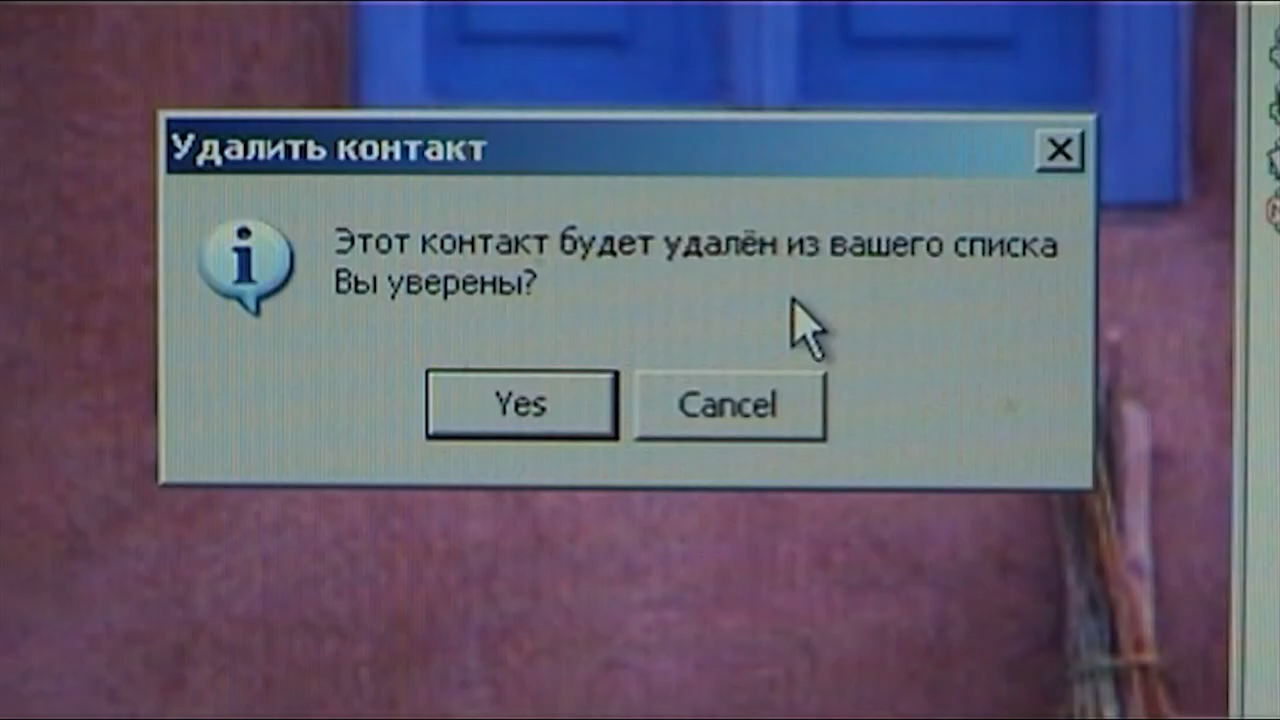 Удалить контакт
Этот контакт будет удалён из вашего списка
Вы уверены?
Yes
Cancel